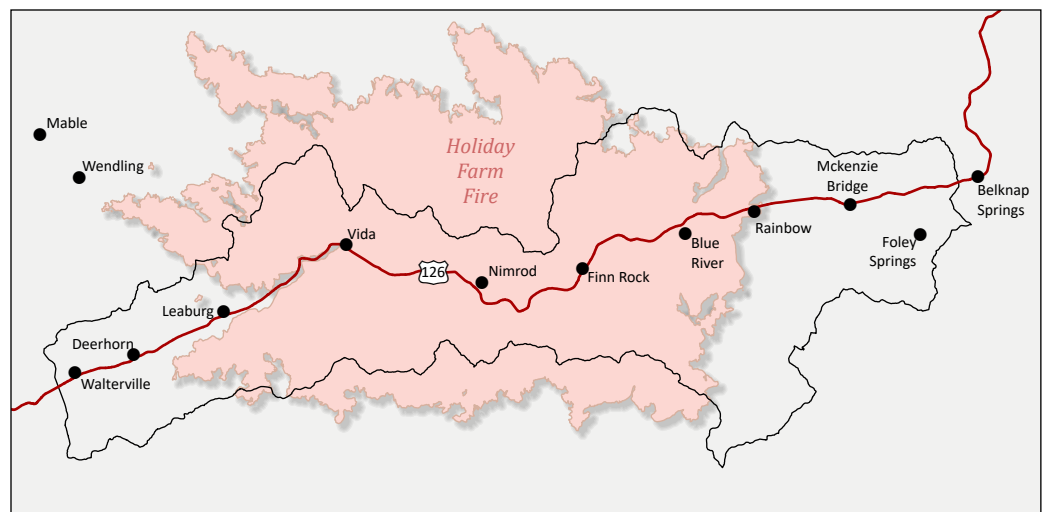 Mable
Wendling
Holiday
Farm
Fire
Mckenzie
Bridge
Belknap
Springs
Rainbow
Vida
Blue
River
Foley
Springs
126
Nimrod
Finn Rock
Leaburg
Deerhorn
Walterville